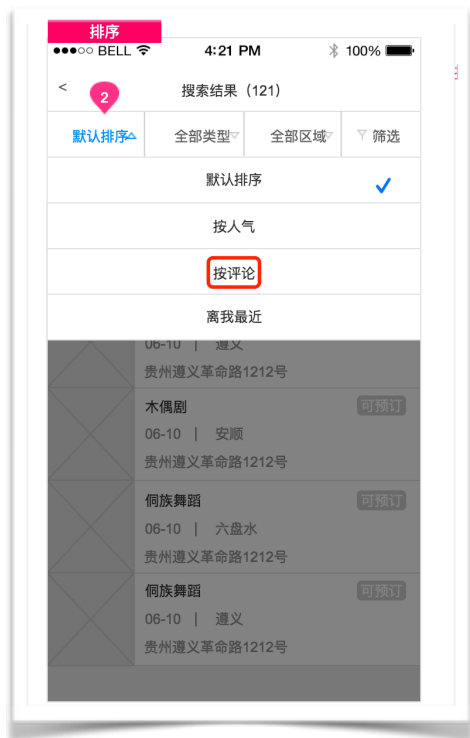 排序
BELL 4:21 PM 100%
< 2 搜索结果（121）
默认排序 全部类型 全部区域 筛选
默认排序
按人气
按评论
离我最近
06-10 | 遵义
贵州遵义革命路1212号
木偶剧 可预订
06-10 | 安顺
贵州遵义革命路1212号
侗族舞蹈 可预订
06-10 | 六盘水
贵州遵义革命路1212号
侗族舞蹈 可预订
06-10 | 遵义
贵州遵义革命路1212号